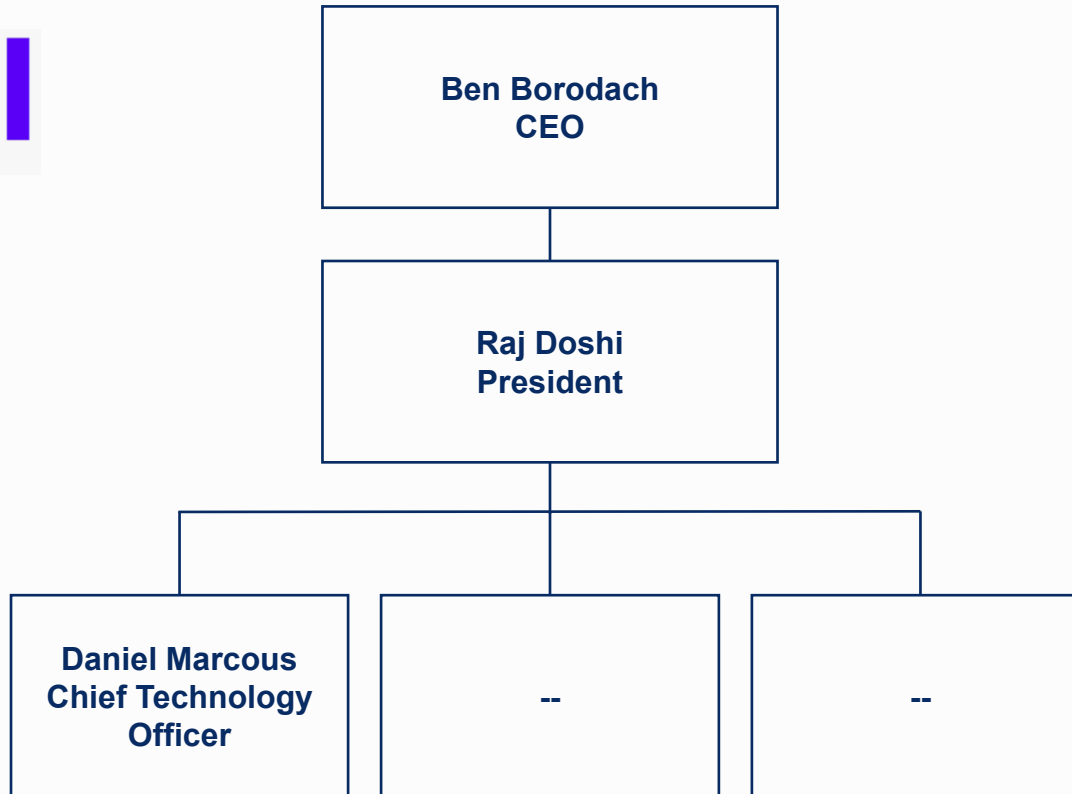 Ben Borodach
CEO
Raj Doshi
President
Daniel Marcous
Chief Technology
Officer
--
--